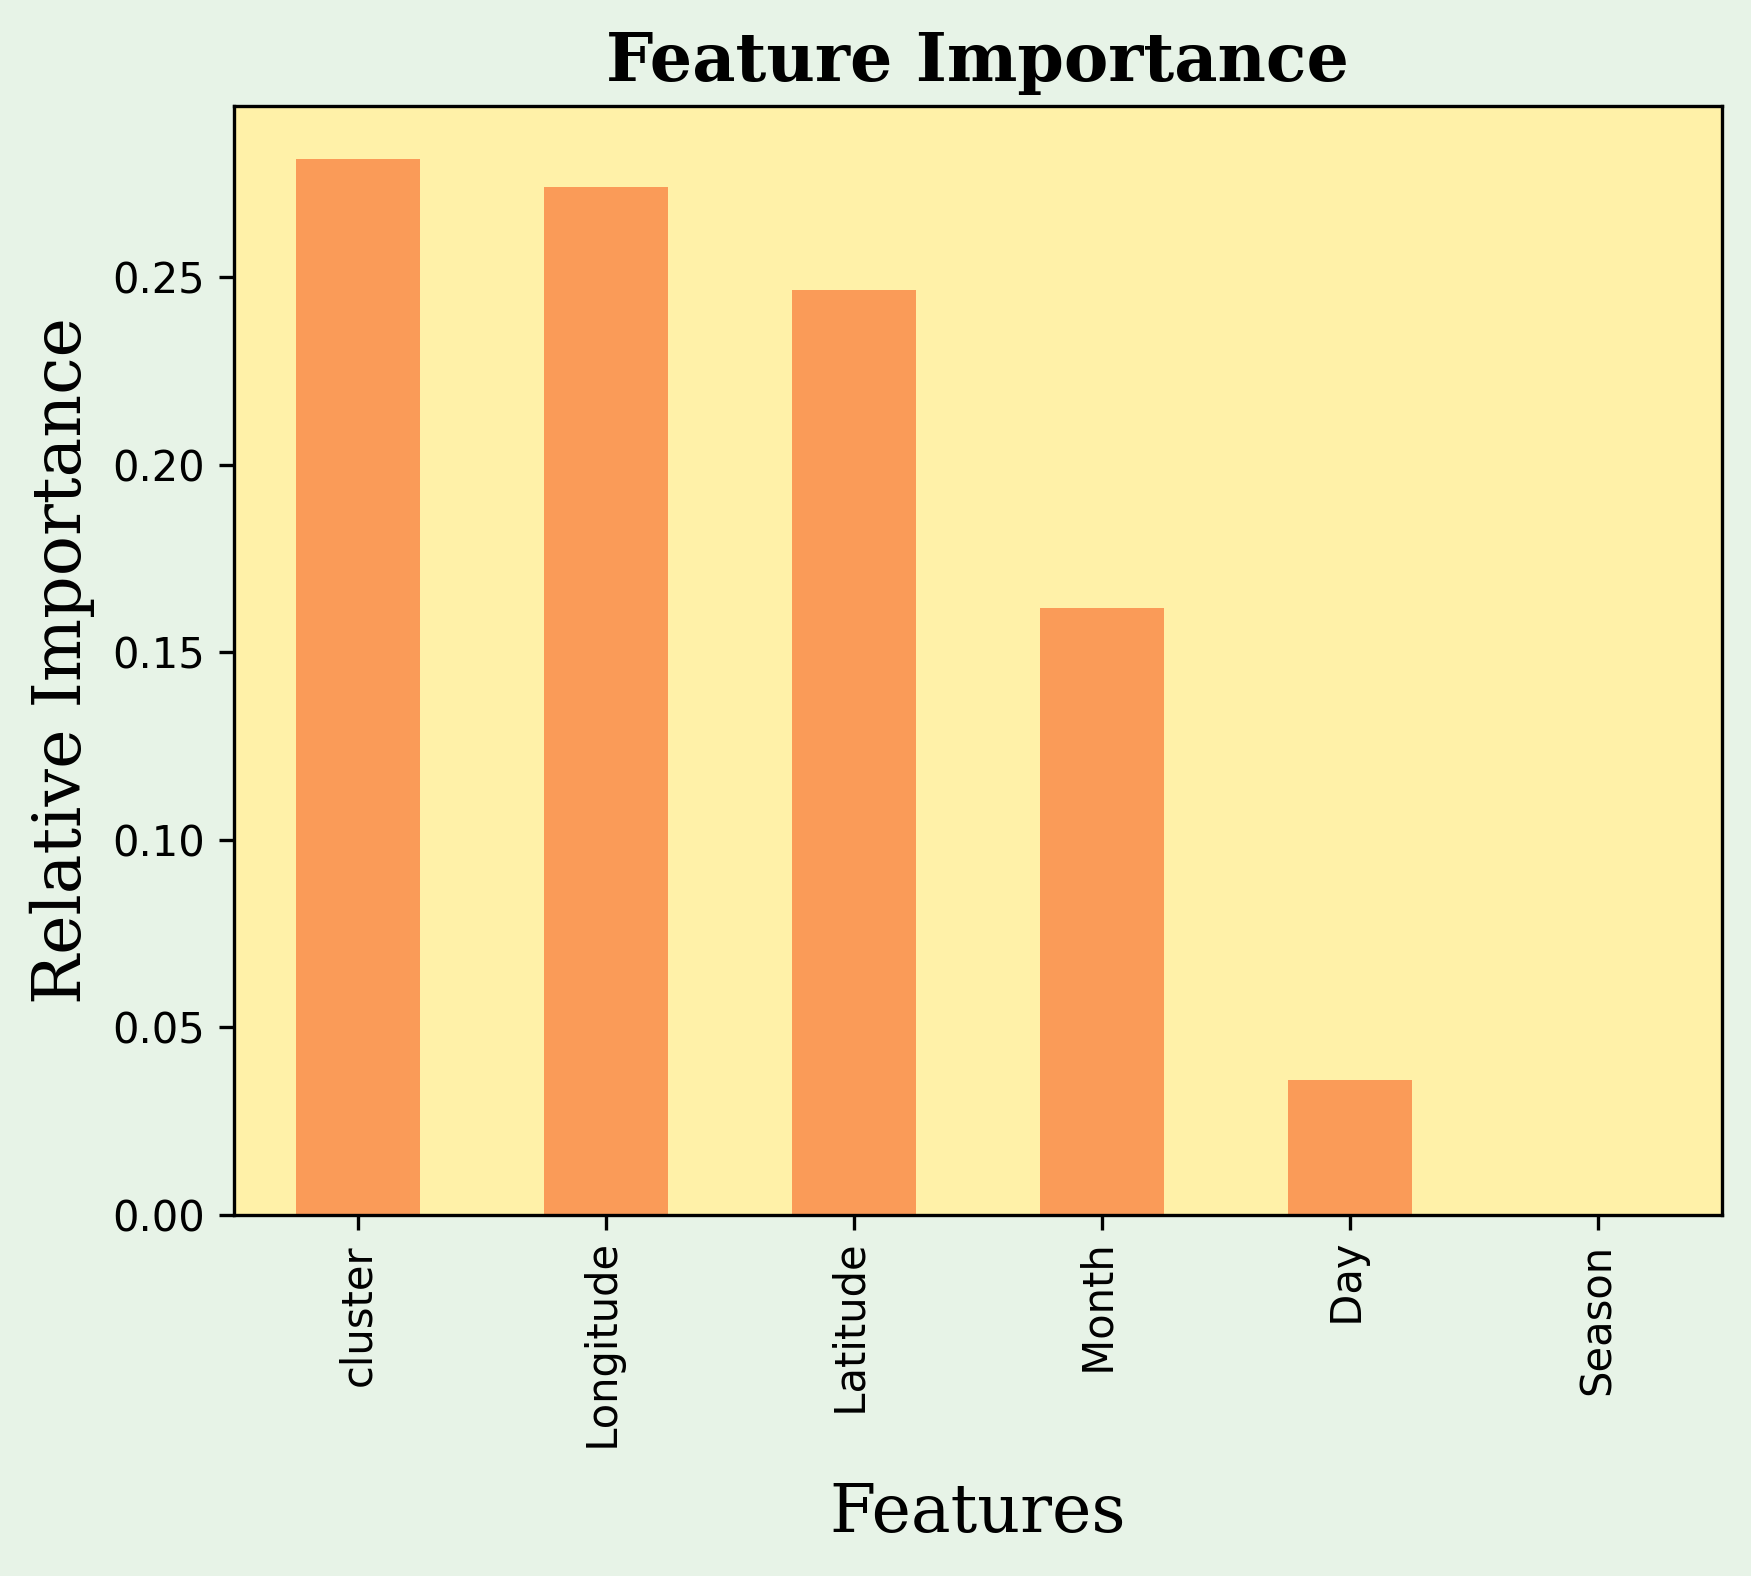 Feature Importance
Relative Importance
0.25
0.20
0.15
0.10
0.05
0.00
cluster
Longitude
Latitude
Month
Day
Season
Features